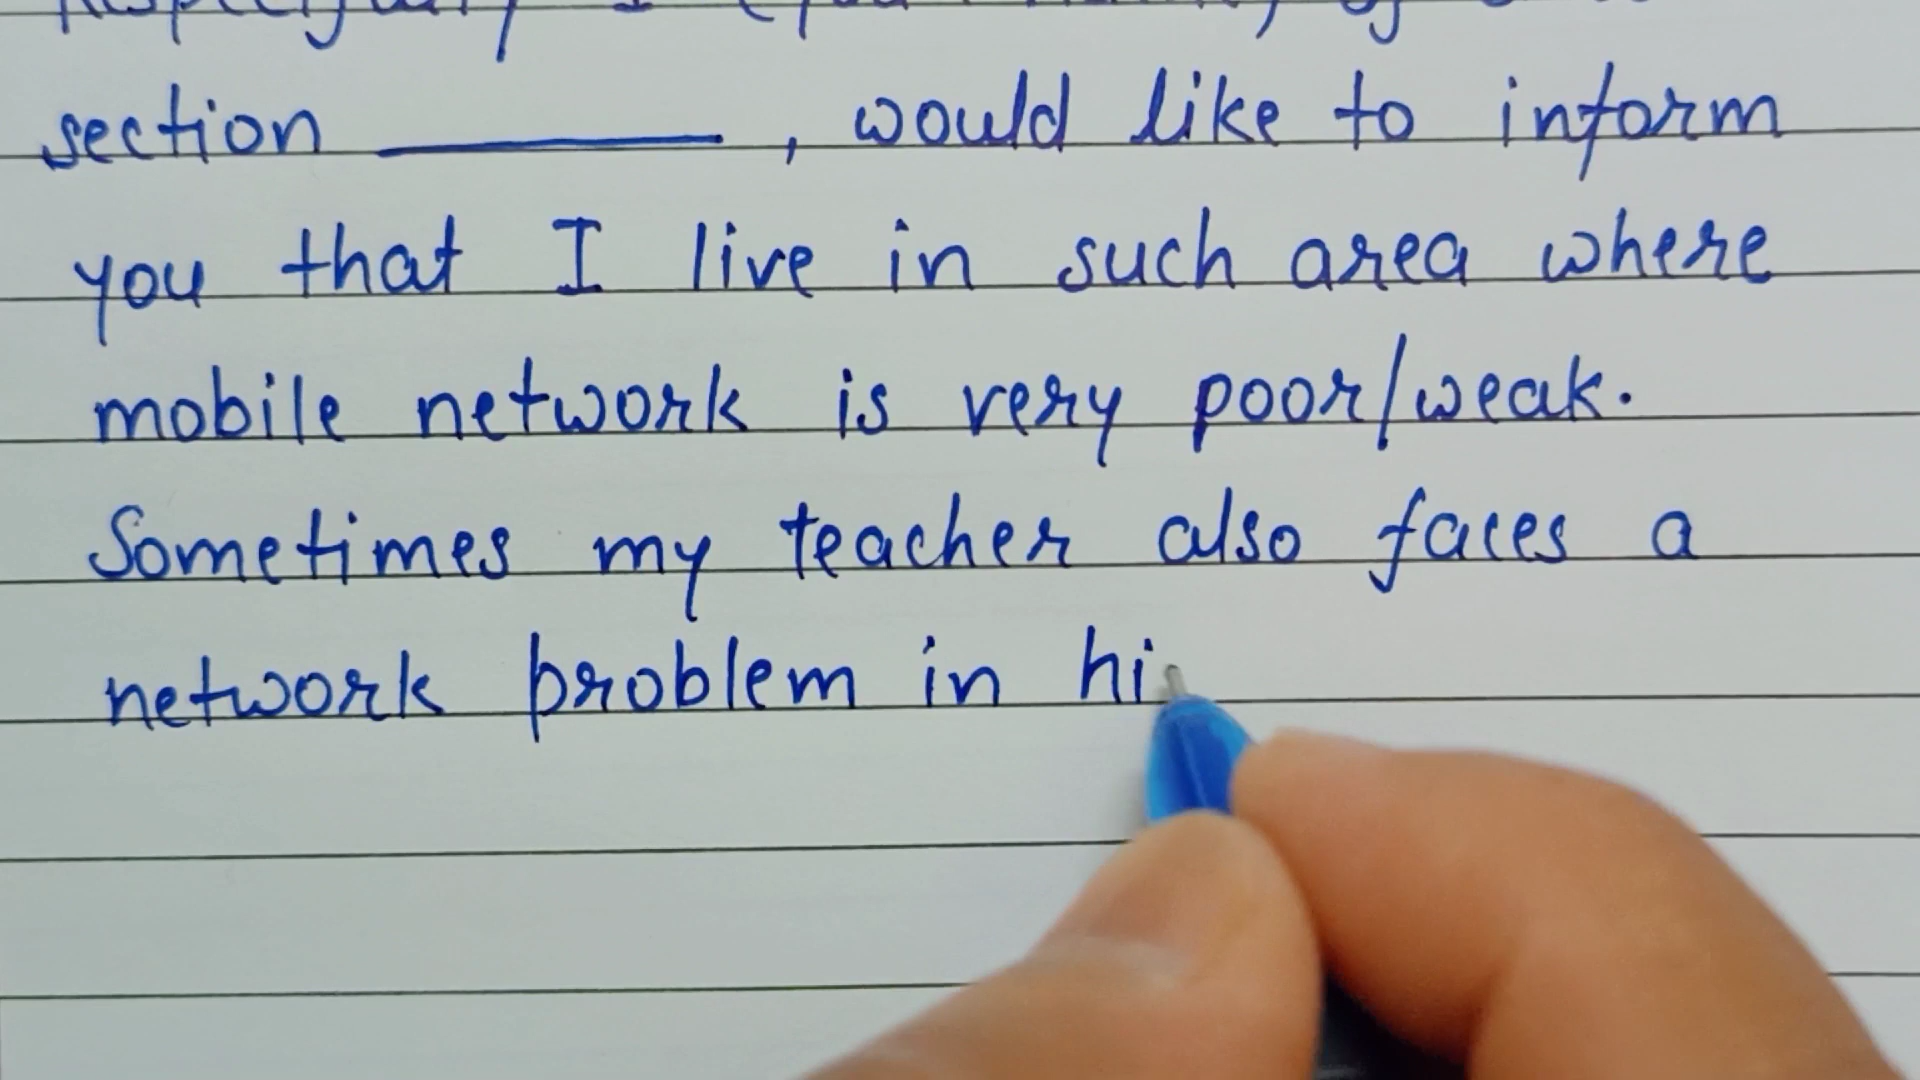 section ________, would like to inform
you that I live in such area where
mobile network is very poor/weak.
Sometimes my teacher also faces a
network problem in hi